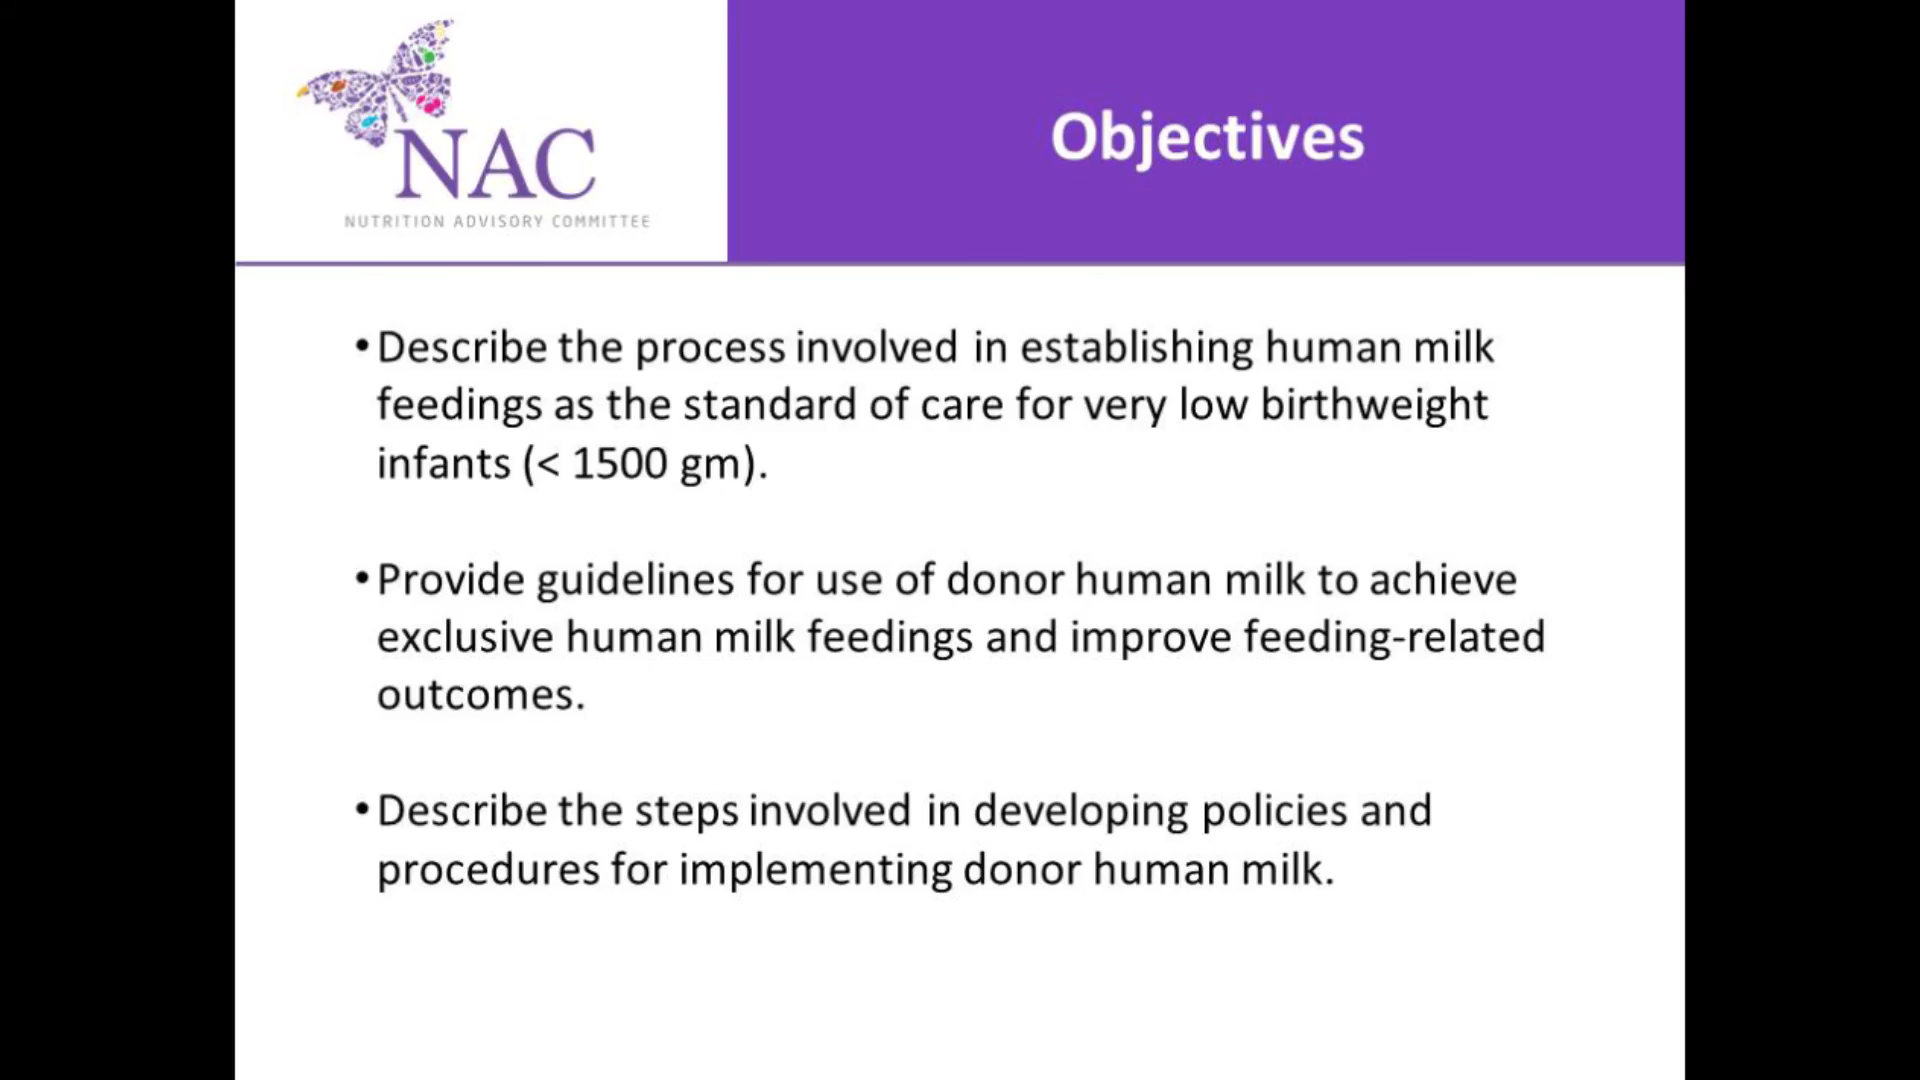 NAC
NUTRITION ADVISORY COMMITTEE
Objectives
•Describe the process involved in establishing human milk
feedings as the standard of care for very low birthweight
infants (< 1500 gm).
•Provide guidelines for use of donor human milk to achieve
exclusive human milk feedings and improve feeding-related
outcomes.
•Describe the steps involved in developing policies and
procedures for implementing donor human milk.